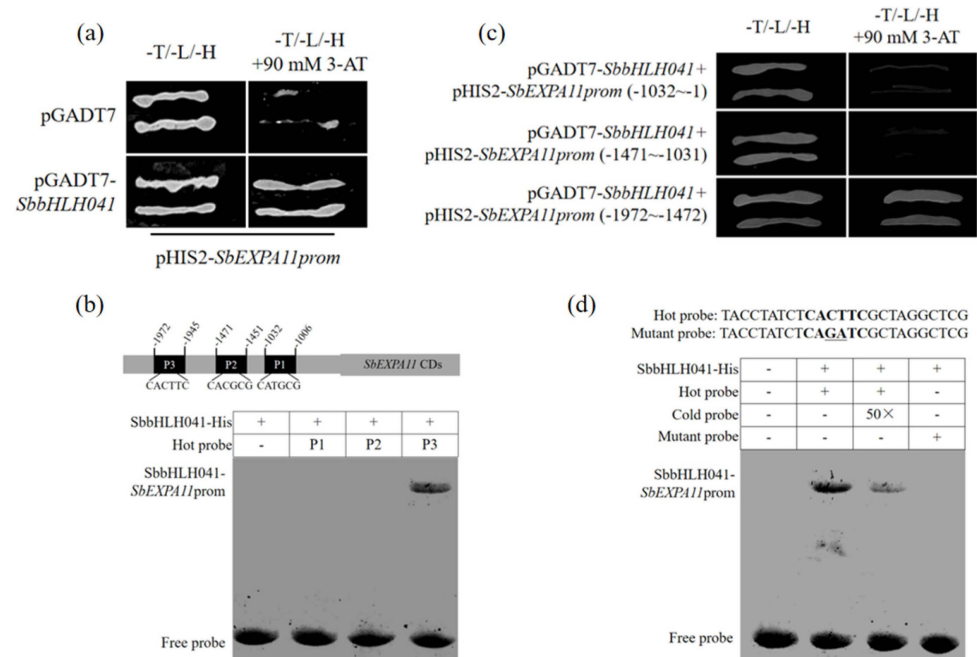 (a)
-T/-L/-H
-T/-L/-H
+90 mM 3-AT
pGADT7
pGADT7-
SbbHLH041
pHIS2-SbEXPA11prom
(c)
-T/-L/-H
-T/-L/-H
+90 mM 3-AT
pGADT7-SbbHLH041+
pHIS2-SbEXPA11prom (-1032~-1)
pGADT7-SbbHLH041+
pHIS2-SbEXPA11prom (-1471~-1031)
pGADT7-SbbHLH041+
pHIS2-SbEXPA11prom (-1972~-1472)
(b)
-1972 -1945 -1471 -1451 -1032 -1006
P3 P2 P1 SbEXPA11 CDs
CACTTC CACGCG CATGCG
SbbHLH041-His + + + +
Hot probe - P1 P2 P3
SbbHLH041-
SbEXPA11prom
Free probe
(d)
Hot probe: TACCTATCTCACTTCGCTAGGCTCG
Mutant probe: TACCTATCTCAGATCGCTAGGCTCG
SbbHLH041-His - + + +
Hot probe - + + -
Cold probe - - 50× -
Mutant probe - - - +
SbbHLH041-
SbEXPA11prom
Free probe